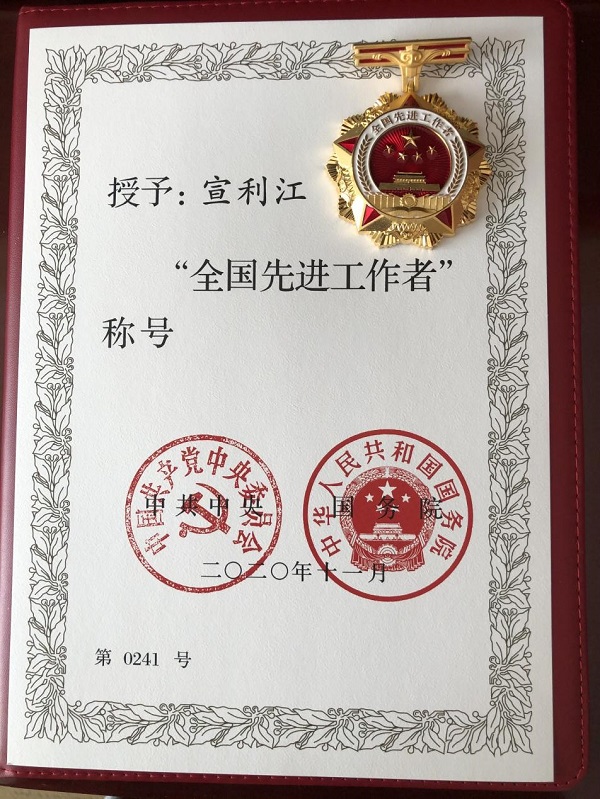 全国先进工作者
授予：宣利江
“全国先进工作者”
称号
中国共产党中央委员会
中华人民共和国国务院
中共中央 国务院
二〇二〇年十一月
第 0241 号